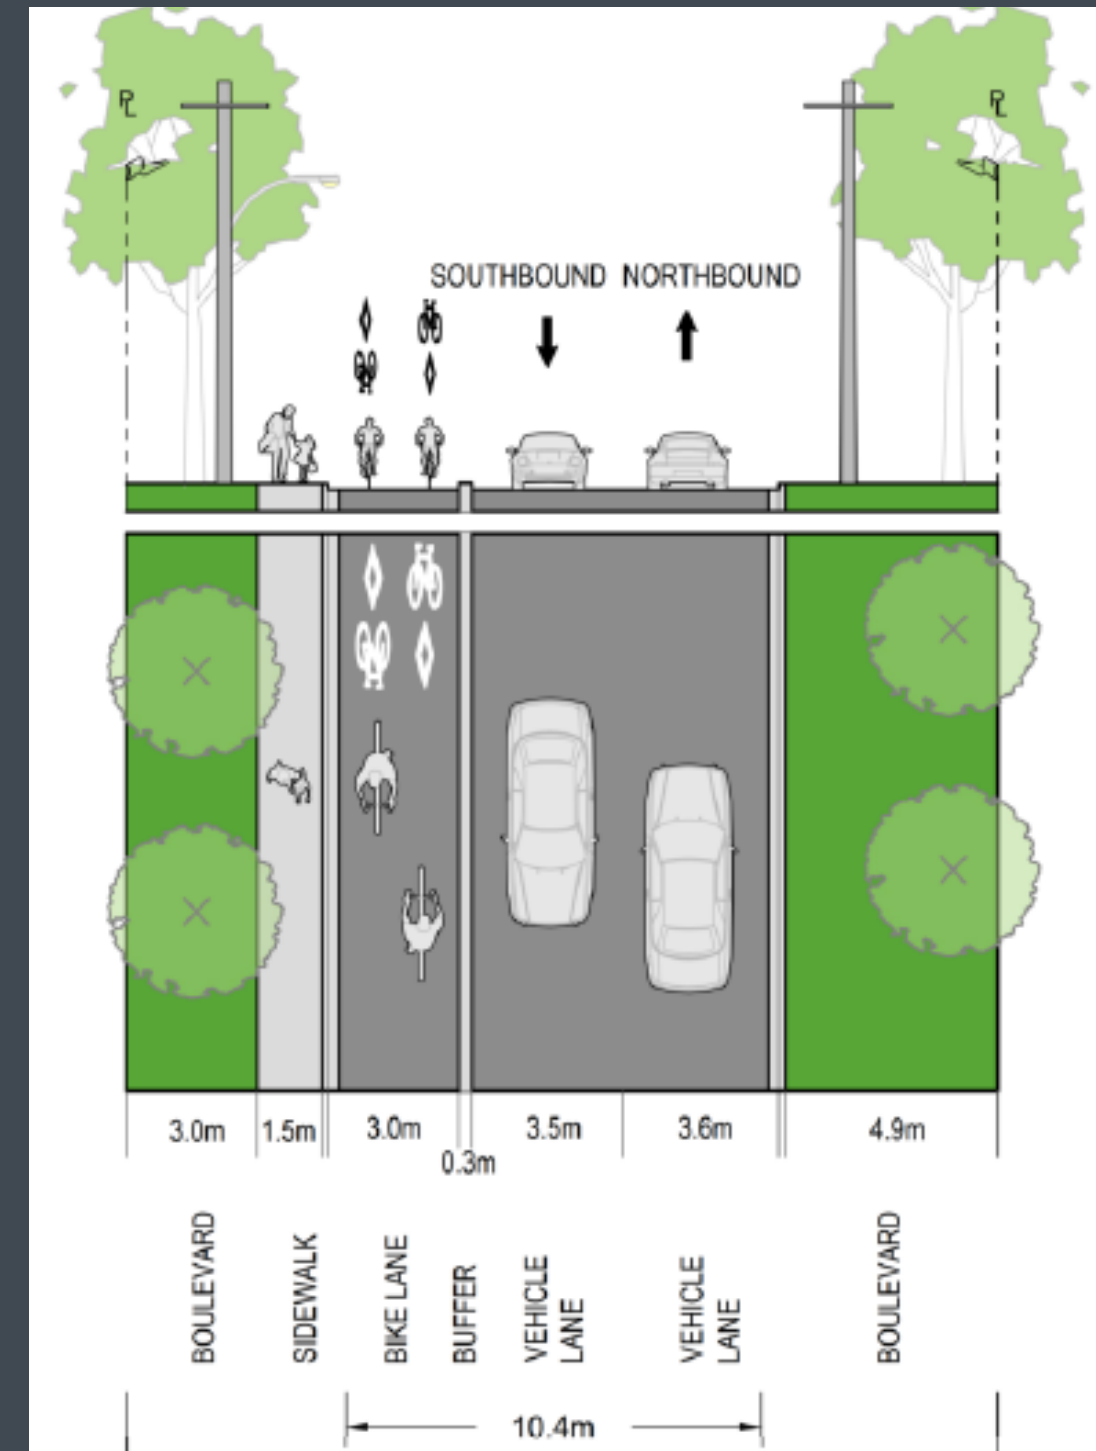 PL
PL
SOUTHBOUND NORTHBOUND
3.0m 1.5m 3.0m 0.3m 3.5m 3.6m 4.9m
BOULEVARD
SIDEWALK
BIKE LANE
BUFFER
VEHICLE
LANE
VEHICLE
LANE
BOULEVARD
10.4m